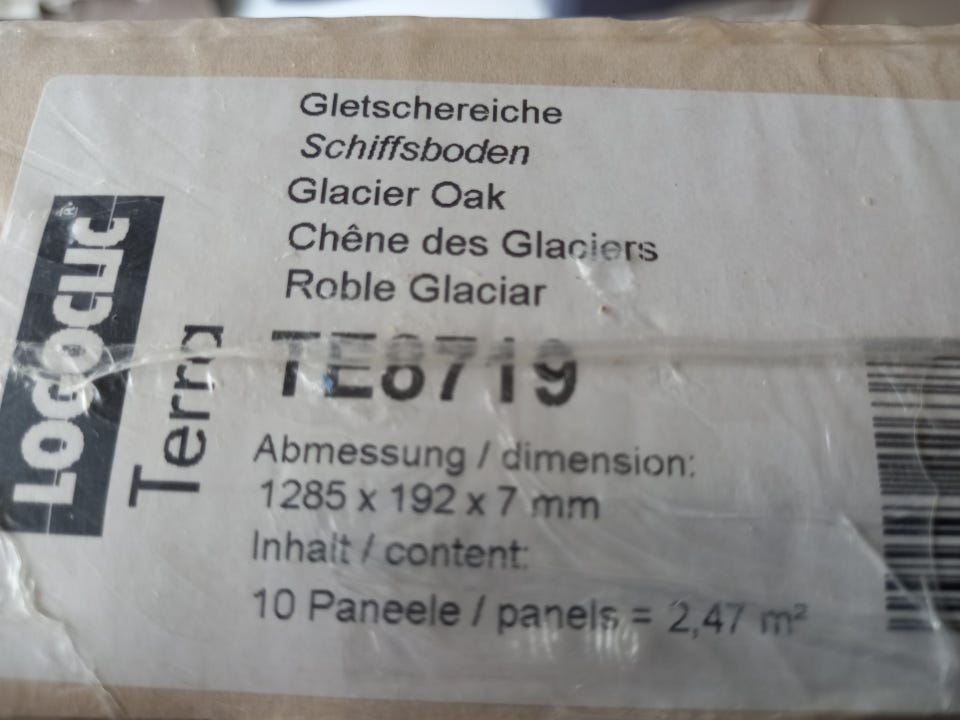 Gletschereiche
Schiffsboden
Glacier Oak
Chêne des Glaciers
Roble Glaciar
LOGOCLIC®
Terra
TE8719
Abmessung / dimension:
1285 x 192 x 7 mm
Inhalt / content:
10 Paneele / panels = 2,47 m²